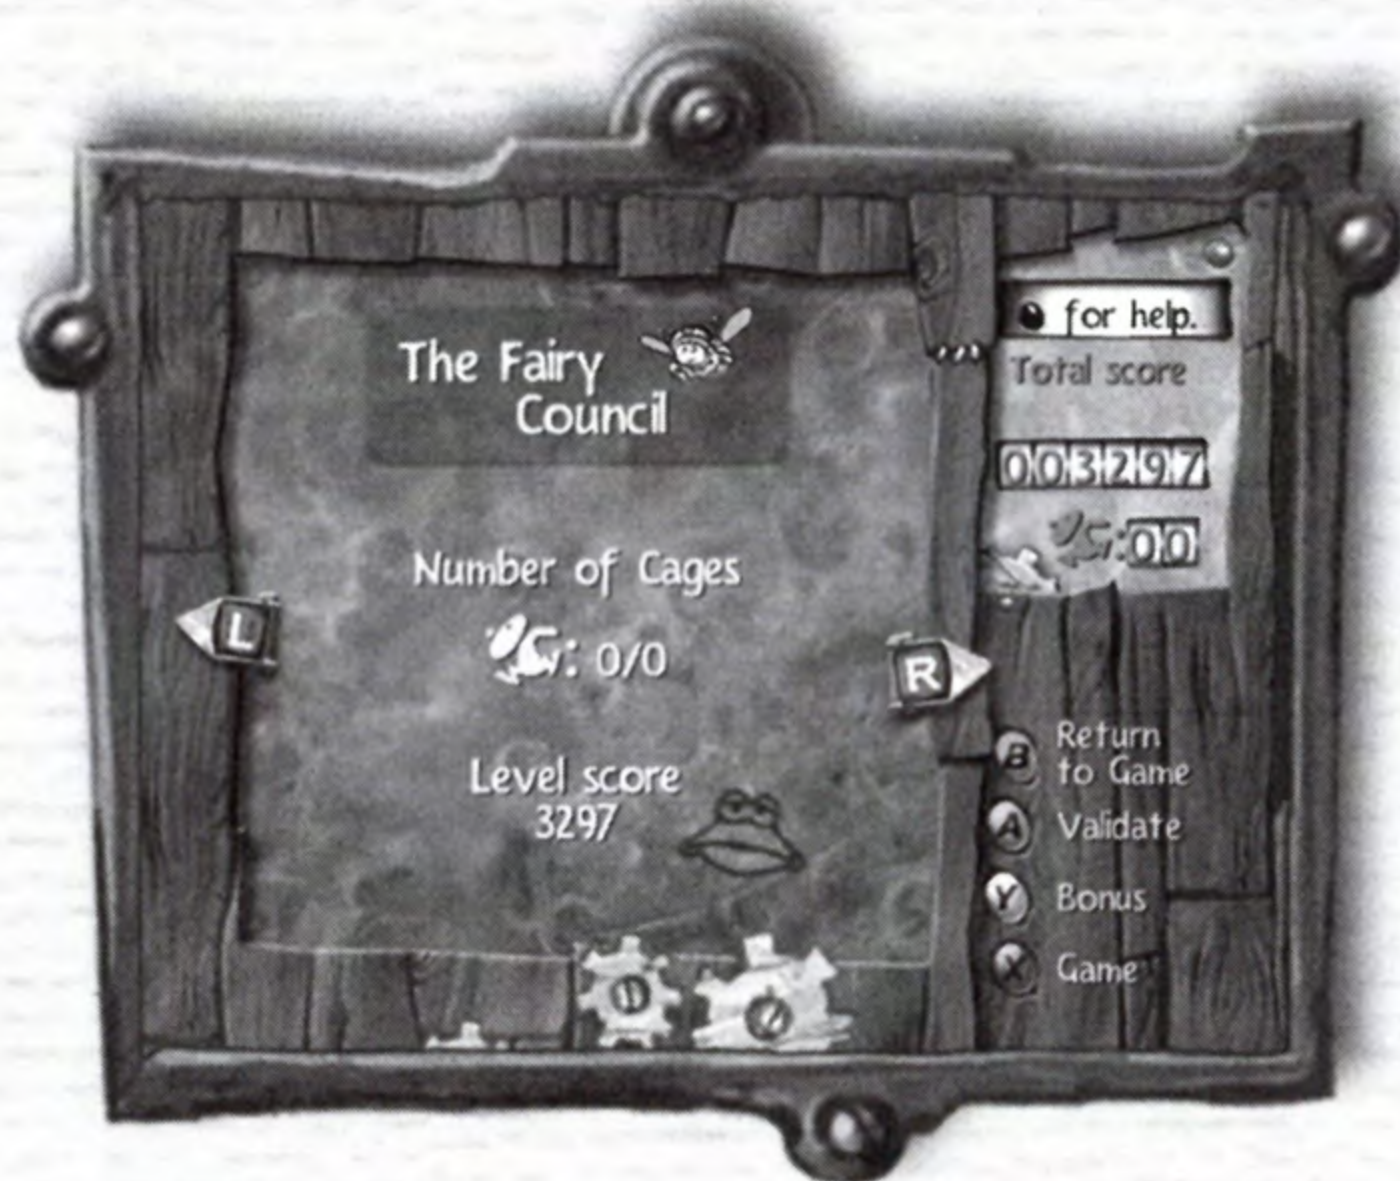 The Fairy
Council
Number of Cages
: 0/0
Level score
3297
L
R
for help.
Total score
003297
:00
B Return
to Game
A Validate
Y Bonus
X Game